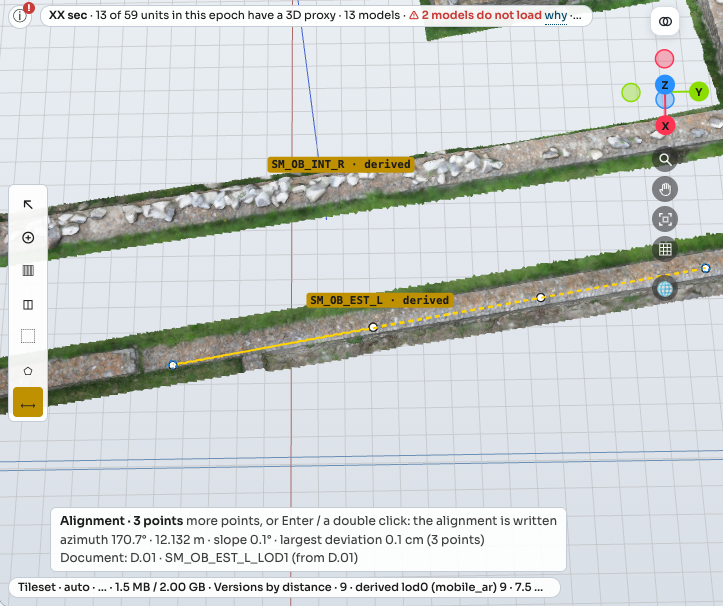 XX sec · 13 of 59 units in this epoch have a 3D proxy · 13 models · ⚠ 2 models do not load why ·...
Z
Y
X
SM_OB_INT_R · derived
SM_OB_EST_L · derived
Alignment · 3 points more points, or Enter / a double click: the alignment is written
azimuth 170.7° · 12.132 m · slope 0.1° · largest deviation 0.1 cm (3 points)
Document: D.01 · SM_OB_EST_L_LOD1 (from D.01)
Tileset · auto · ... · 1.5 MB / 2.00 GB · Versions by distance · 9 · derived lod0 (mobile_ar) 9 · 7.5 ...